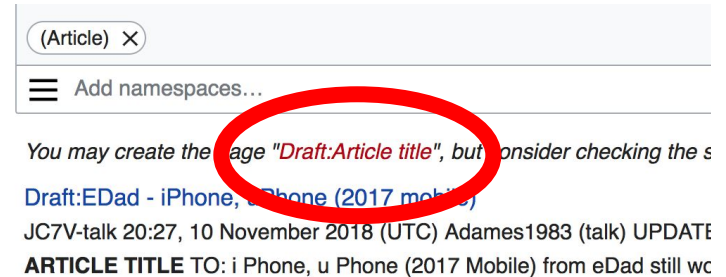 (Article) ×
Add namespaces…
You may create the page "Draft:Article title", but consider checking the s
Draft:EDad - iPhone, uPhone (2017 mobile)
JC7V-talk 20:27, 10 November 2018 (UTC) Adames1983 (talk) UPDATE
ARTICLE TITLE TO: i Phone, u Phone (2017 Mobile) from eDad still wo